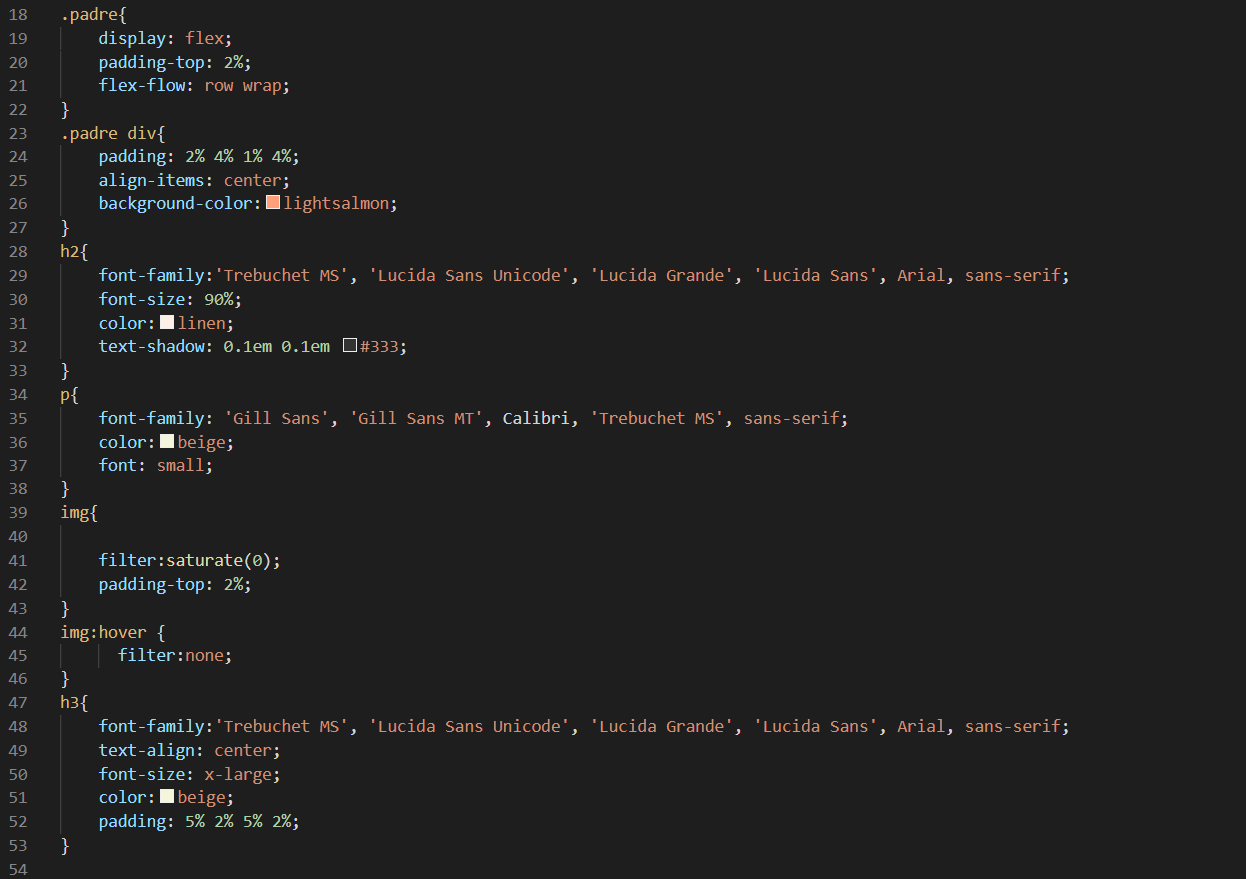 18 .padre{
19 display: flex;
20 padding-top: 2%;
21 flex-flow: row wrap;
22 }
23 .padre div{
24 padding: 2% 4% 1% 4%;
25 align-items: center;
26 background-color: lightsalmon;
27 }
28 h2{
29 font-family:'Trebuchet MS', 'Lucida Sans Unicode', 'Lucida Grande', 'Lucida Sans', Arial, sans-serif;
30 font-size: 90%;
31 color: linen;
32 text-shadow: 0.1em 0.1em #333;
33 }
34 p{
35 font-family: 'Gill Sans', 'Gill Sans MT', Calibri, 'Trebuchet MS', sans-serif;
36 color: beige;
37 font: small;
38 }
39 img{
40
41 filter:saturate(0);
42 padding-top: 2%;
43 }
44 img:hover {
45 filter:none;
46 }
47 h3{
48 font-family:'Trebuchet MS', 'Lucida Sans Unicode', 'Lucida Grande', 'Lucida Sans', Arial, sans-serif;
49 text-align: center;
50 font-size: x-large;
51 color: beige;
52 padding: 5% 2% 5% 2%;
53 }
54